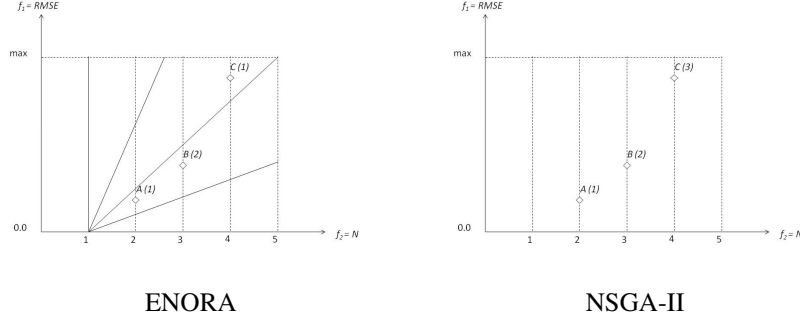 f₁ = RMSE
max
C (1)
B (2)
A (1)
0.0
1 2 3 4 5
f₂ = N
ENORA
f₁ = RMSE
max
C (3)
B (2)
A (1)
0.0
1 2 3 4 5
f₂ = N
NSGA-II